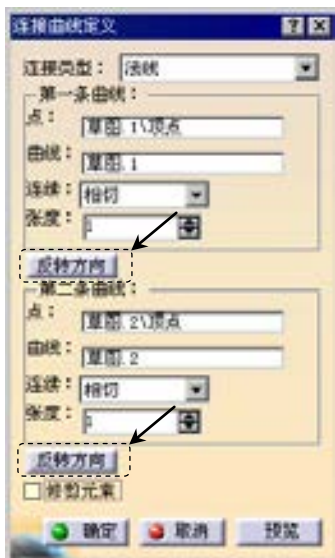 连接曲线定义
连接类型： 法线
第一条曲线：
点： 草图.1\顶点
曲线： 草图.1
连续： 相切
张度： 1
反转方向
第二条曲线：
点： 草图.2\顶点
曲线： 草图.2
连续： 相切
张度： 1
反转方向
修剪元素
确定 取消 预览